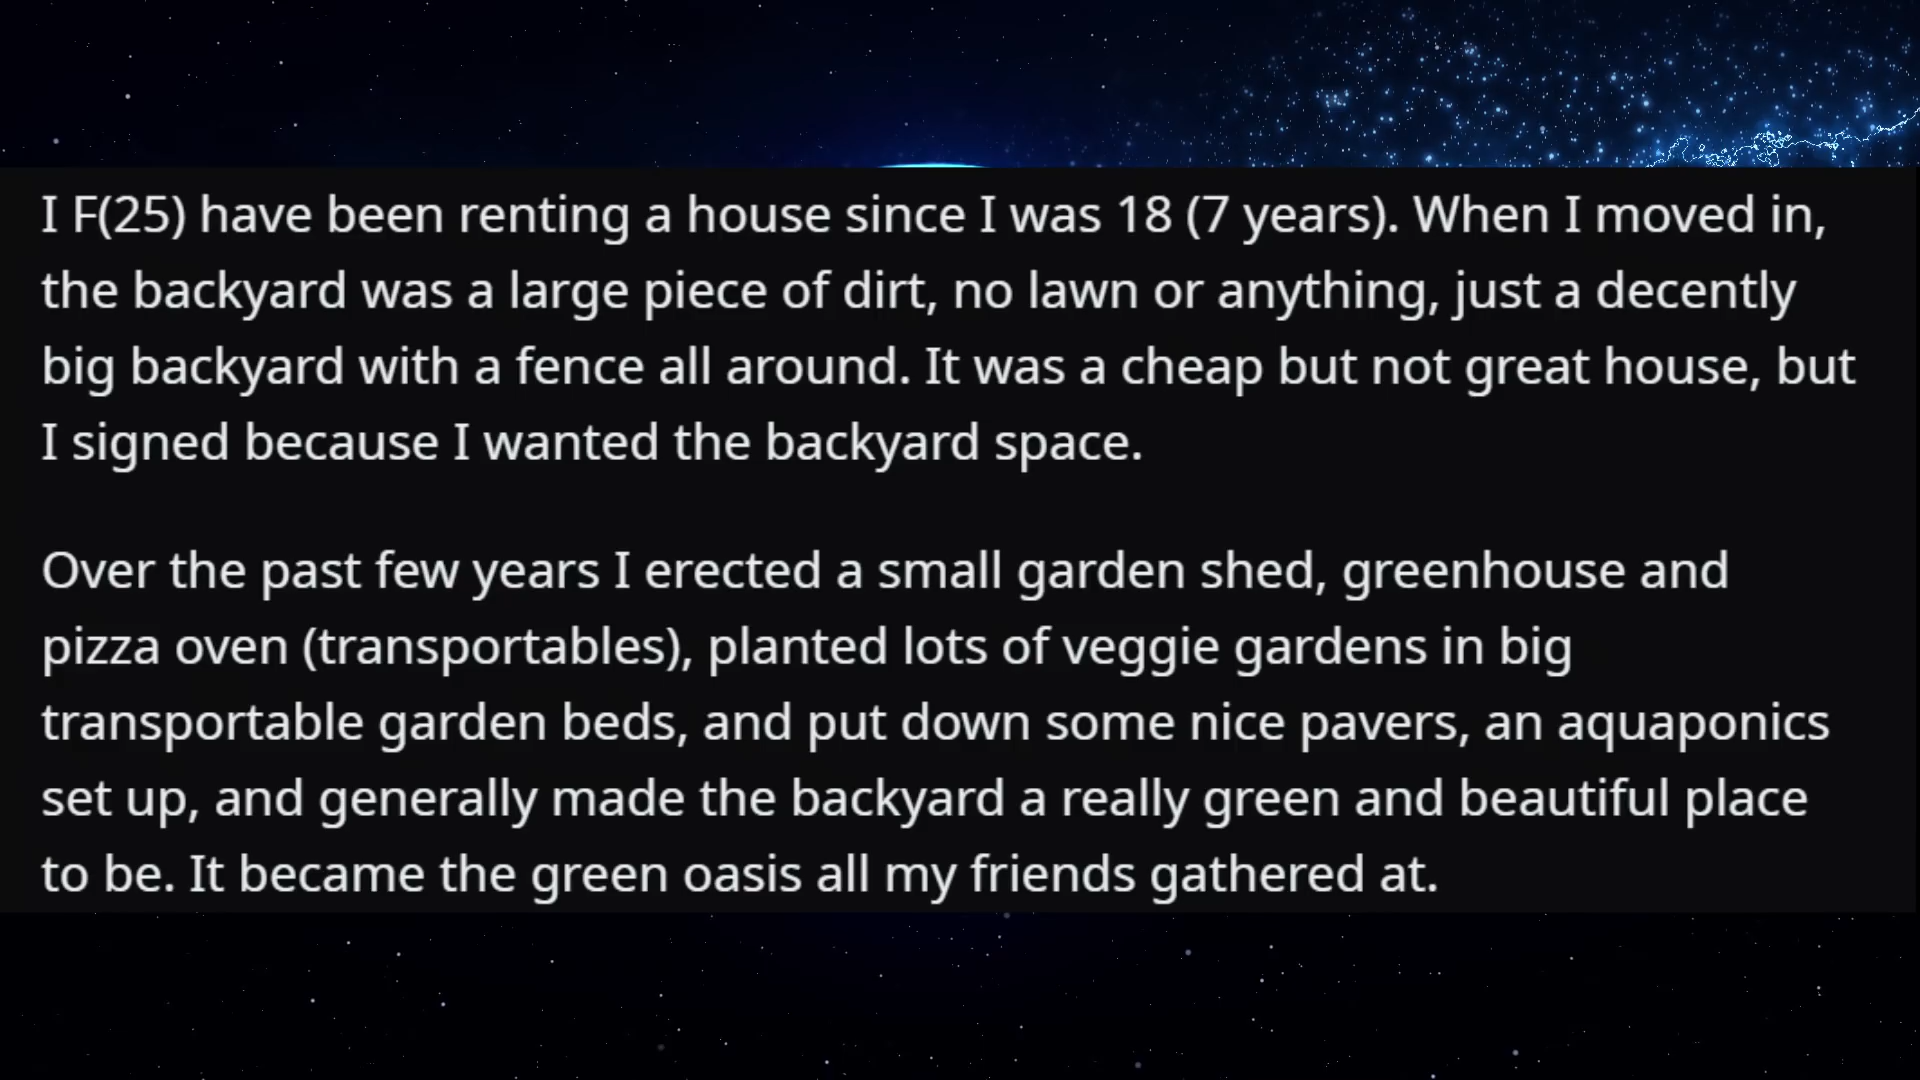 I F(25) have been renting a house since I was 18 (7 years). When I moved in,
the backyard was a large piece of dirt, no lawn or anything, just a decently
big backyard with a fence all around. It was a cheap but not great house, but
I signed because I wanted the backyard space.
Over the past few years I erected a small garden shed, greenhouse and
pizza oven (transportables), planted lots of veggie gardens in big
transportable garden beds, and put down some nice pavers, an aquaponics
set up, and generally made the backyard a really green and beautiful place
to be. It became the green oasis all my friends gathered at.